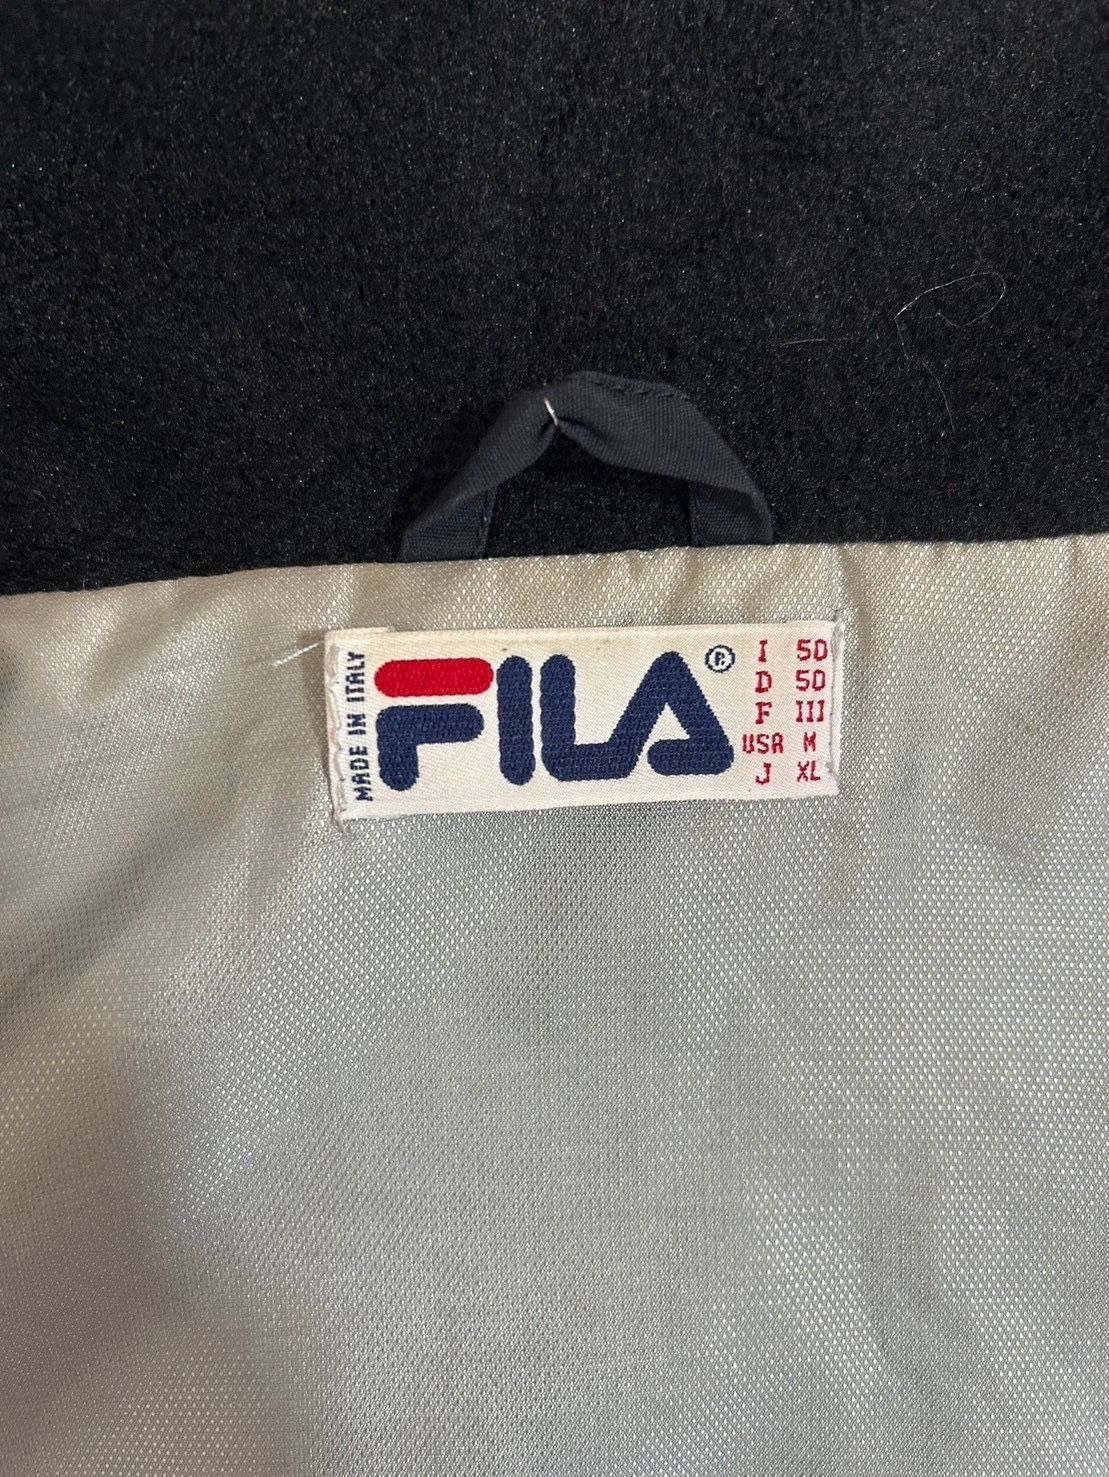 MADE IN ITALY
FILA®
I 50
D 50
F III
USA M
J XL